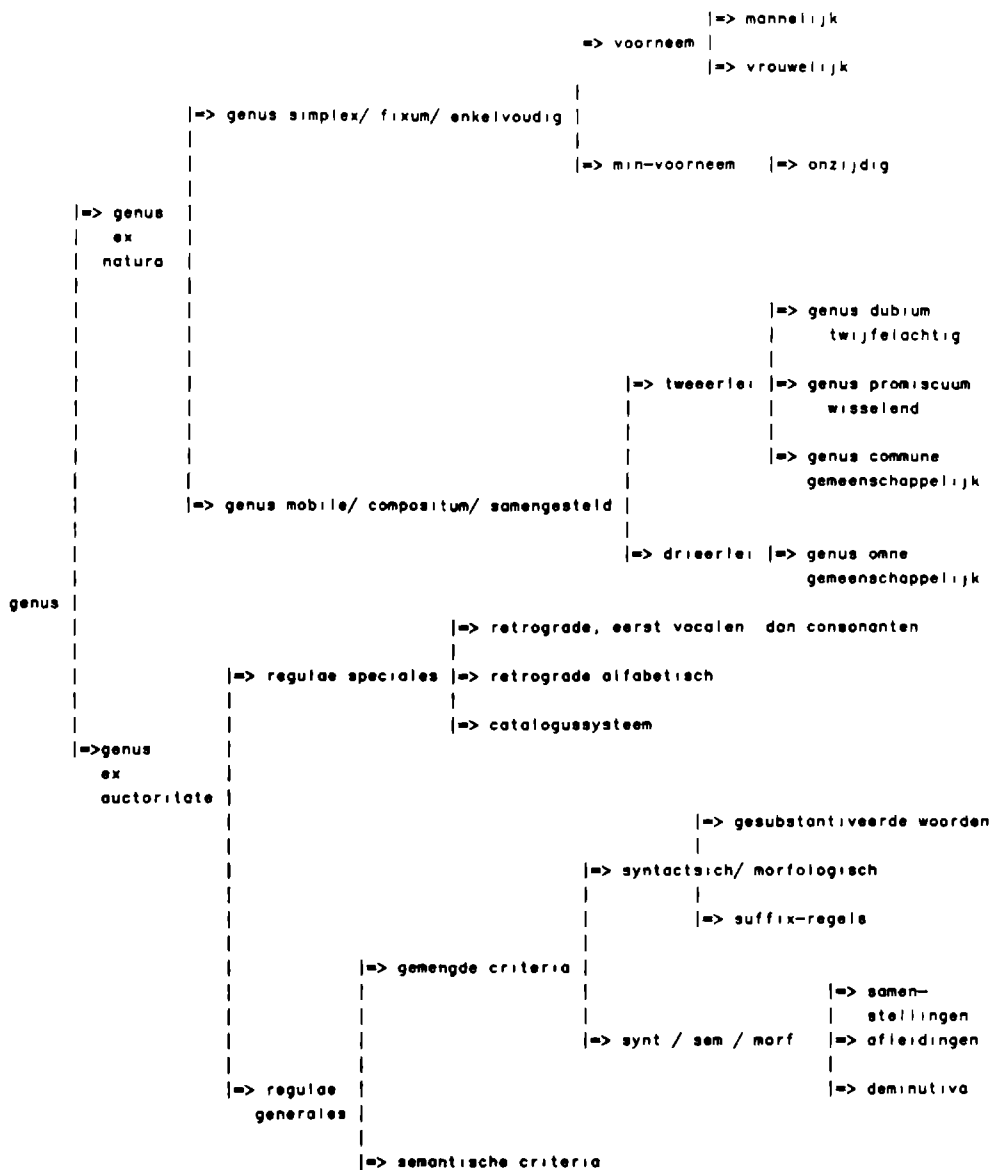 |=> mannelijk
=> voorneem |
|=> vrouwelijk
|=> genus simplex/ fixum/ enkelvoudig
=> min-voorneem |=> onzijdig
|=> genus
ex
natura
|=> genus dubium
twijfelachtig
|=> tweeerlei |=> genus promiscuum
wisselend
|=> genus commune
gemeenschappelijk
|=> genus mobile/ compositum/ samengesteld
|=> drieerlei |=> genus omne
gemeenschappelijk
genus
|=> retrograde, eerst vocalen dan consonanten
|=> regulae speciales |=> retrograde alfabetisch
|=> catalogussysteem
|=>genus
ex
auctoritate
|=> gesubstantiveerde woorden
|=> syntactsich/ morfologisch
|=> suffix-regels
|=> gemengde criteria
|=> samen-
stellingen
|=> synt / sem / morf |=> afleidingen
|=> deminutiva
|=> regulae
generales
|=> semantische criteria